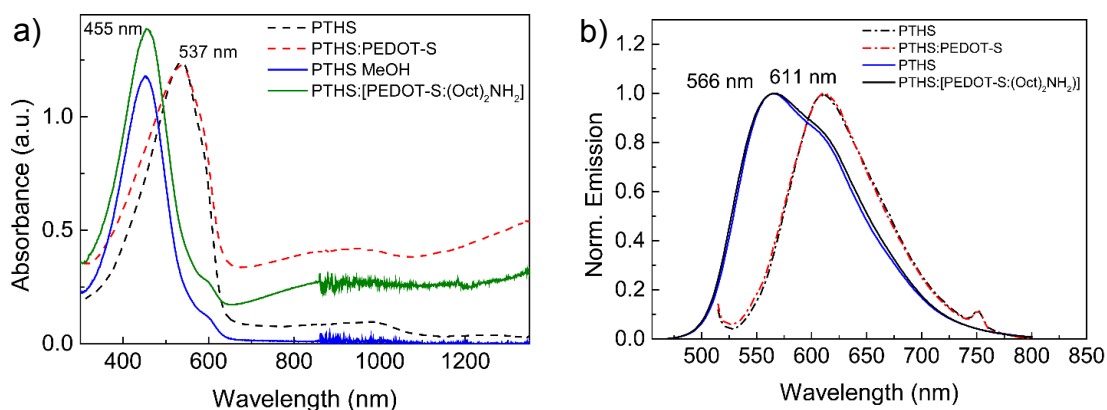 a)
455 nm
537 nm
PTHS
PTHS:PEDOT-S
PTHS MeOH
PTHS:[PEDOT-S:(Oct)₂NH₂]
1.0
0.5
0.0
Absorbance (a.u.)
400 600 800 1000 1200
Wavelength (nm)
b)
566 nm
611 nm
PTHS
PTHS:PEDOT-S
PTHS
PTHS:[PEDOT-S:(Oct)₂NH₂)]
1.2
1.0
0.8
0.6
0.4
0.2
0.0
Norm. Emission
500 550 600 650 700 750 800 850
Wavelength (nm)